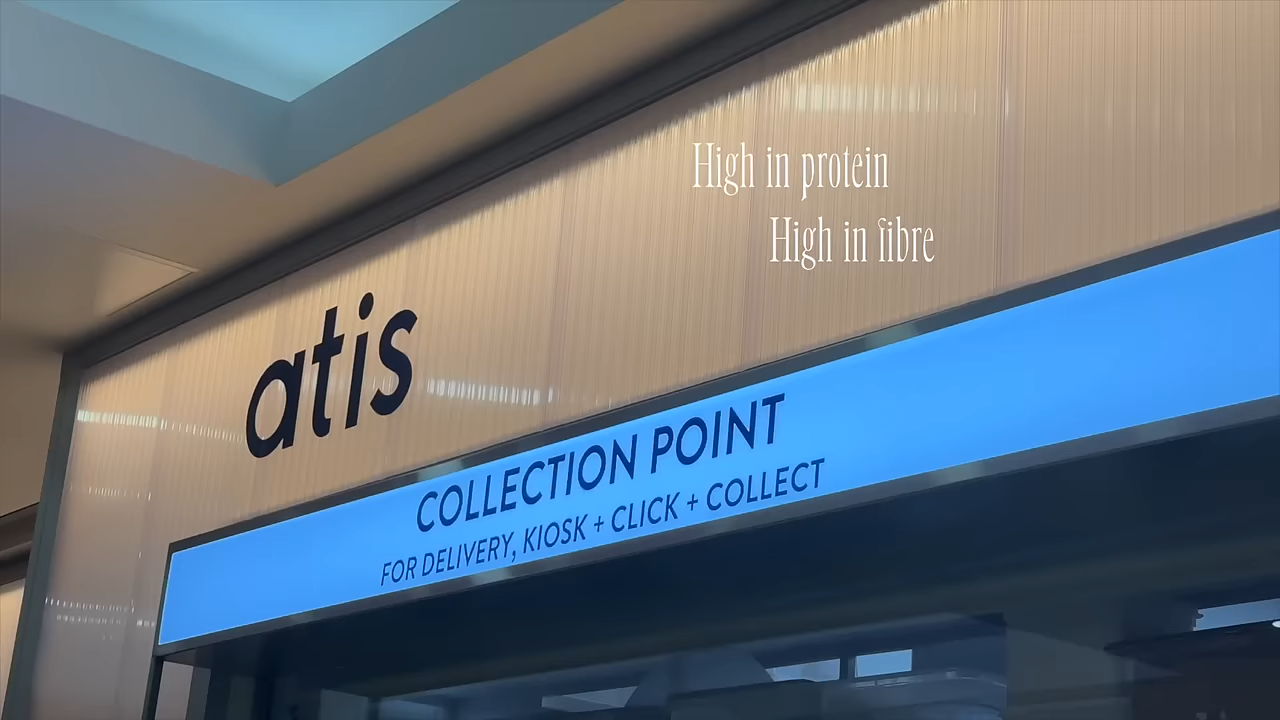 High in protein
High in fibre
atis
COLLECTION POINT
FOR DELIVERY, KIOSK + CLICK + COLLECT